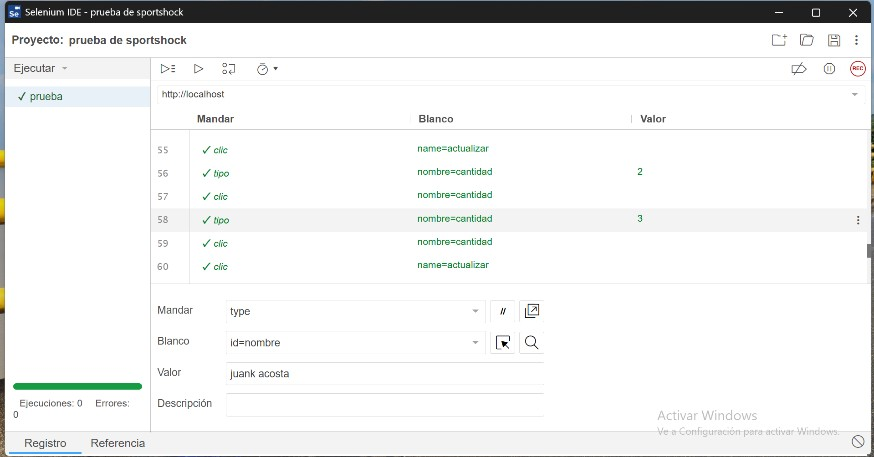 Se Selenium IDE - prueba de sportshock
Proyecto: prueba de sportshock
Ejecutar
REC
✓ prueba
http://localhost
Mandar Blanco Valor
55 ✓ clic name=actualizar
56 ✓ tipo nombre=cantidad 2
57 ✓ clic nombre=cantidad
58 ✓ tipo nombre=cantidad 3
59 ✓ clic nombre=cantidad
60 ✓ clic name=actualizar
Mandar type //
Blanco id=nombre
Valor juank acosta
Descripción
Ejecuciones: 0 Errores:
0
Activar Windows
Ve a Configuración para activar Windows.
Registro Referencia